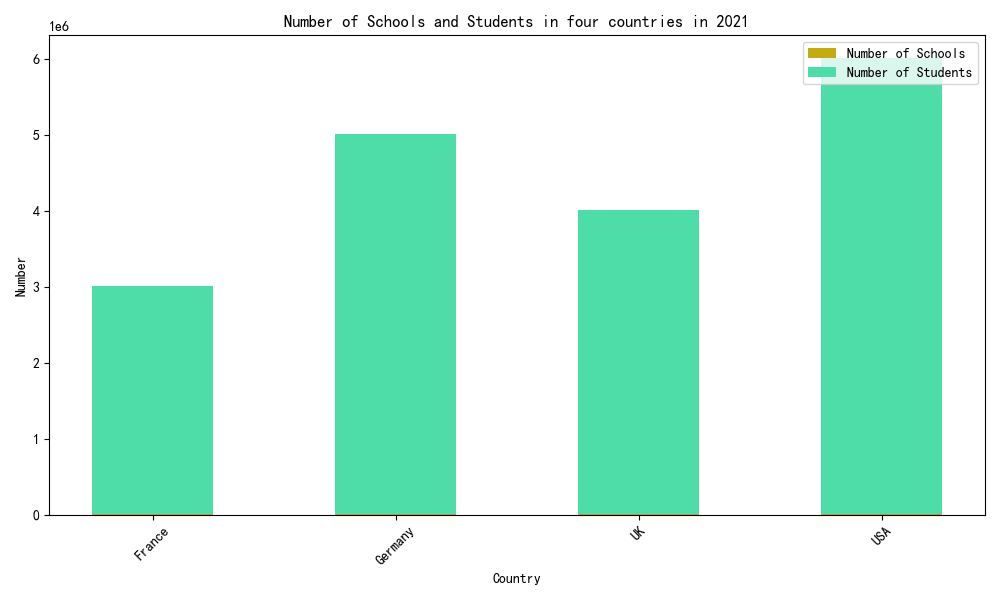 Number of Schools and Students in four countries in 2021
1e6
Number of Schools
Number of Students
6
5
4
3
2
1
0
Number
France
Germany
UK
USA
Country